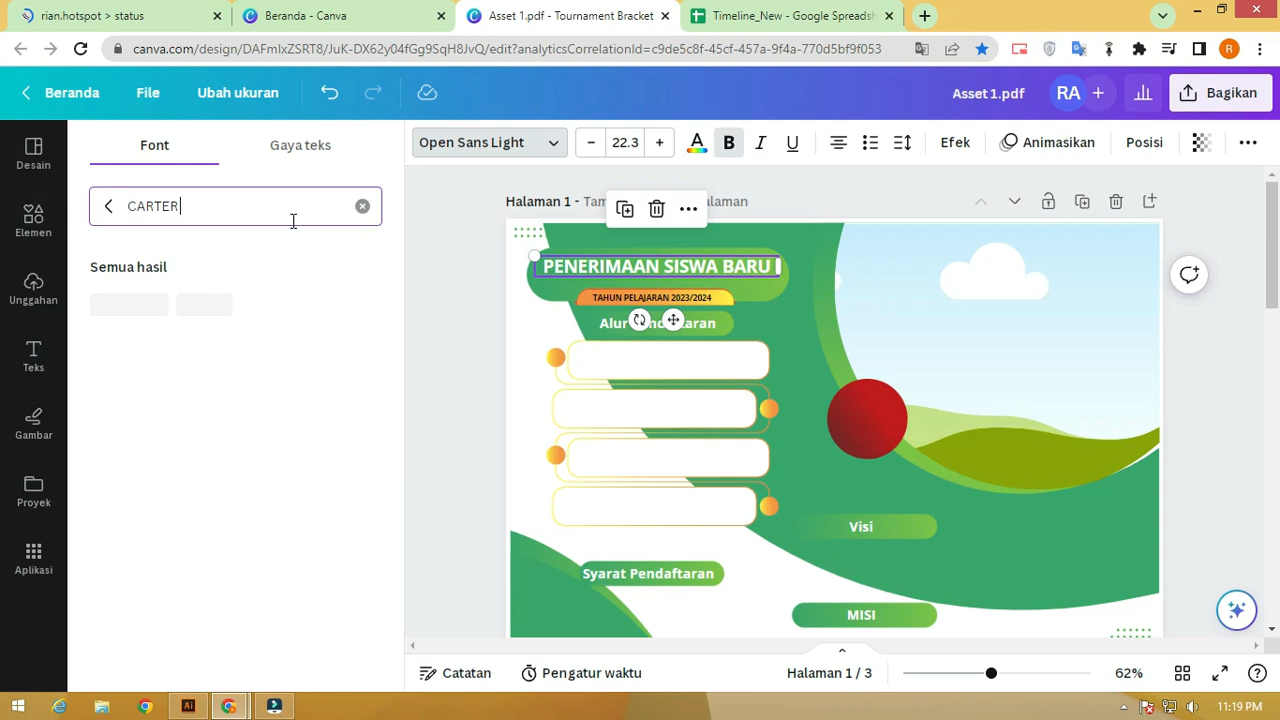 rian.hotspot > status
Beranda - Canva
Asset 1.pdf - Tournament Bracket
Timeline_New - Google Spreadsh
canva.com/design/DAFmIxZSRT8/JuK-DX62y04fGg9SqH8JvQ/edit?analyticsCorrelationId=c9de5c8f-45cf-457a-9f4a-770d5bf9f053
R
Beranda
File
Ubah ukuran
Asset 1.pdf
RA
Bagikan
Desain
Elemen
Unggahan
Teks
Gambar
Proyek
Aplikasi
Font
Gaya teks
CARTER
Semua hasil
Open Sans Light
22.3
A
B
I
U
Efek
Animasikan
Posisi
Halaman 1 -
PENERIMAAN SISWA BARU
TAHUN PELAJARAN 2023/2024
Visi
Syarat Pendaftaran
MISI
Catatan
Pengatur waktu
Halaman 1 / 3
62%
Ai
11:19 PM